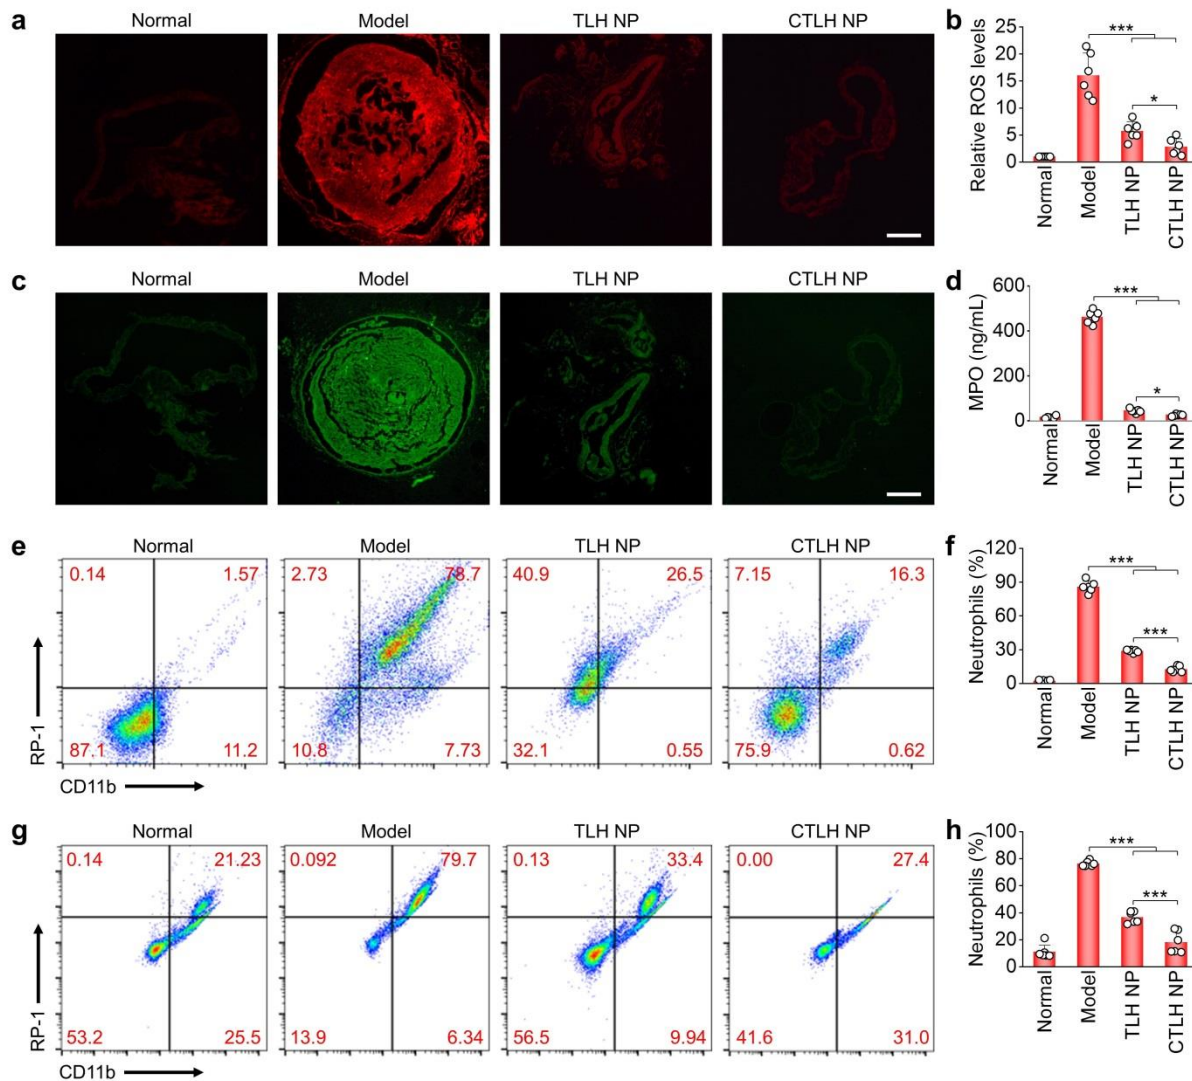 a
Normal
Model
TLH NP
CTLH NP
b
Relative ROS levels
25
20
15
10
5
0
***
*
Normal
Model
TLH NP
CTLH NP
c
Normal
Model
TLH NP
CTLH NP
d
MPO (ng/mL)
600
400
200
0
***
*
Normal
Model
TLH NP
CTLH NP
e
Normal
Model
TLH NP
CTLH NP
0.14 1.57
87.1 11.2
2.73 78.7
10.8 7.73
40.9 26.5
32.1 0.55
7.15 16.3
75.9 0.62
RP-1
CD11b
f
Neutrophils (%)
120
90
60
30
0
***
***
Normal
Model
TLH NP
CTLH NP
g
Normal
Model
TLH NP
CTLH NP
0.14 21.23
53.2 25.5
0.092 79.7
13.9 6.34
0.13 33.4
56.5 9.94
0.00 27.4
41.6 31.0
RP-1
CD11b
h
Neutrophils (%)
100
80
60
40
20
0
***
***
Normal
Model
TLH NP
CTLH NP